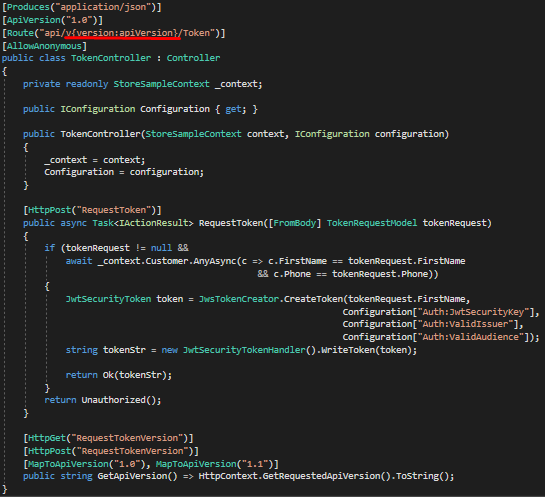 [Produces("application/json")]
[ApiVersion("1.0")]
[Route("api/v{version:apiVersion}/Token")]
[AllowAnonymous]
public class TokenController : Controller
{
    private readonly StoreSampleContext _context;

    public IConfiguration Configuration { get; }

    public TokenController(StoreSampleContext context, IConfiguration configuration)
    {
        _context = context;
        Configuration = configuration;
    }

    [HttpPost("RequestToken")]
    public async Task<IActionResult> RequestToken([FromBody] TokenRequestModel tokenRequest)
    {
        if (tokenRequest != null &&
            await _context.Customer.AnyAsync(c => c.FirstName == tokenRequest.FirstName
                                               && c.Phone == tokenRequest.Phone))
        {
            JwtSecurityToken token = JwsTokenCreator.CreateToken(tokenRequest.FirstName,
                                                                 Configuration["Auth:JwtSecurityKey"],
                                                                 Configuration["Auth:ValidIssuer"],
                                                                 Configuration["Auth:ValidAudience"]);
            string tokenStr = new JwtSecurityTokenHandler().WriteToken(token);

            return Ok(tokenStr);
        }
        return Unauthorized();
    }

    [HttpGet("RequestTokenVersion")]
    [HttpPost("RequestTokenVersion")]
    [MapToApiVersion("1.0"), MapToApiVersion("1.1")]
    public string GetApiVersion() => HttpContext.GetRequestedApiVersion().ToString();
}